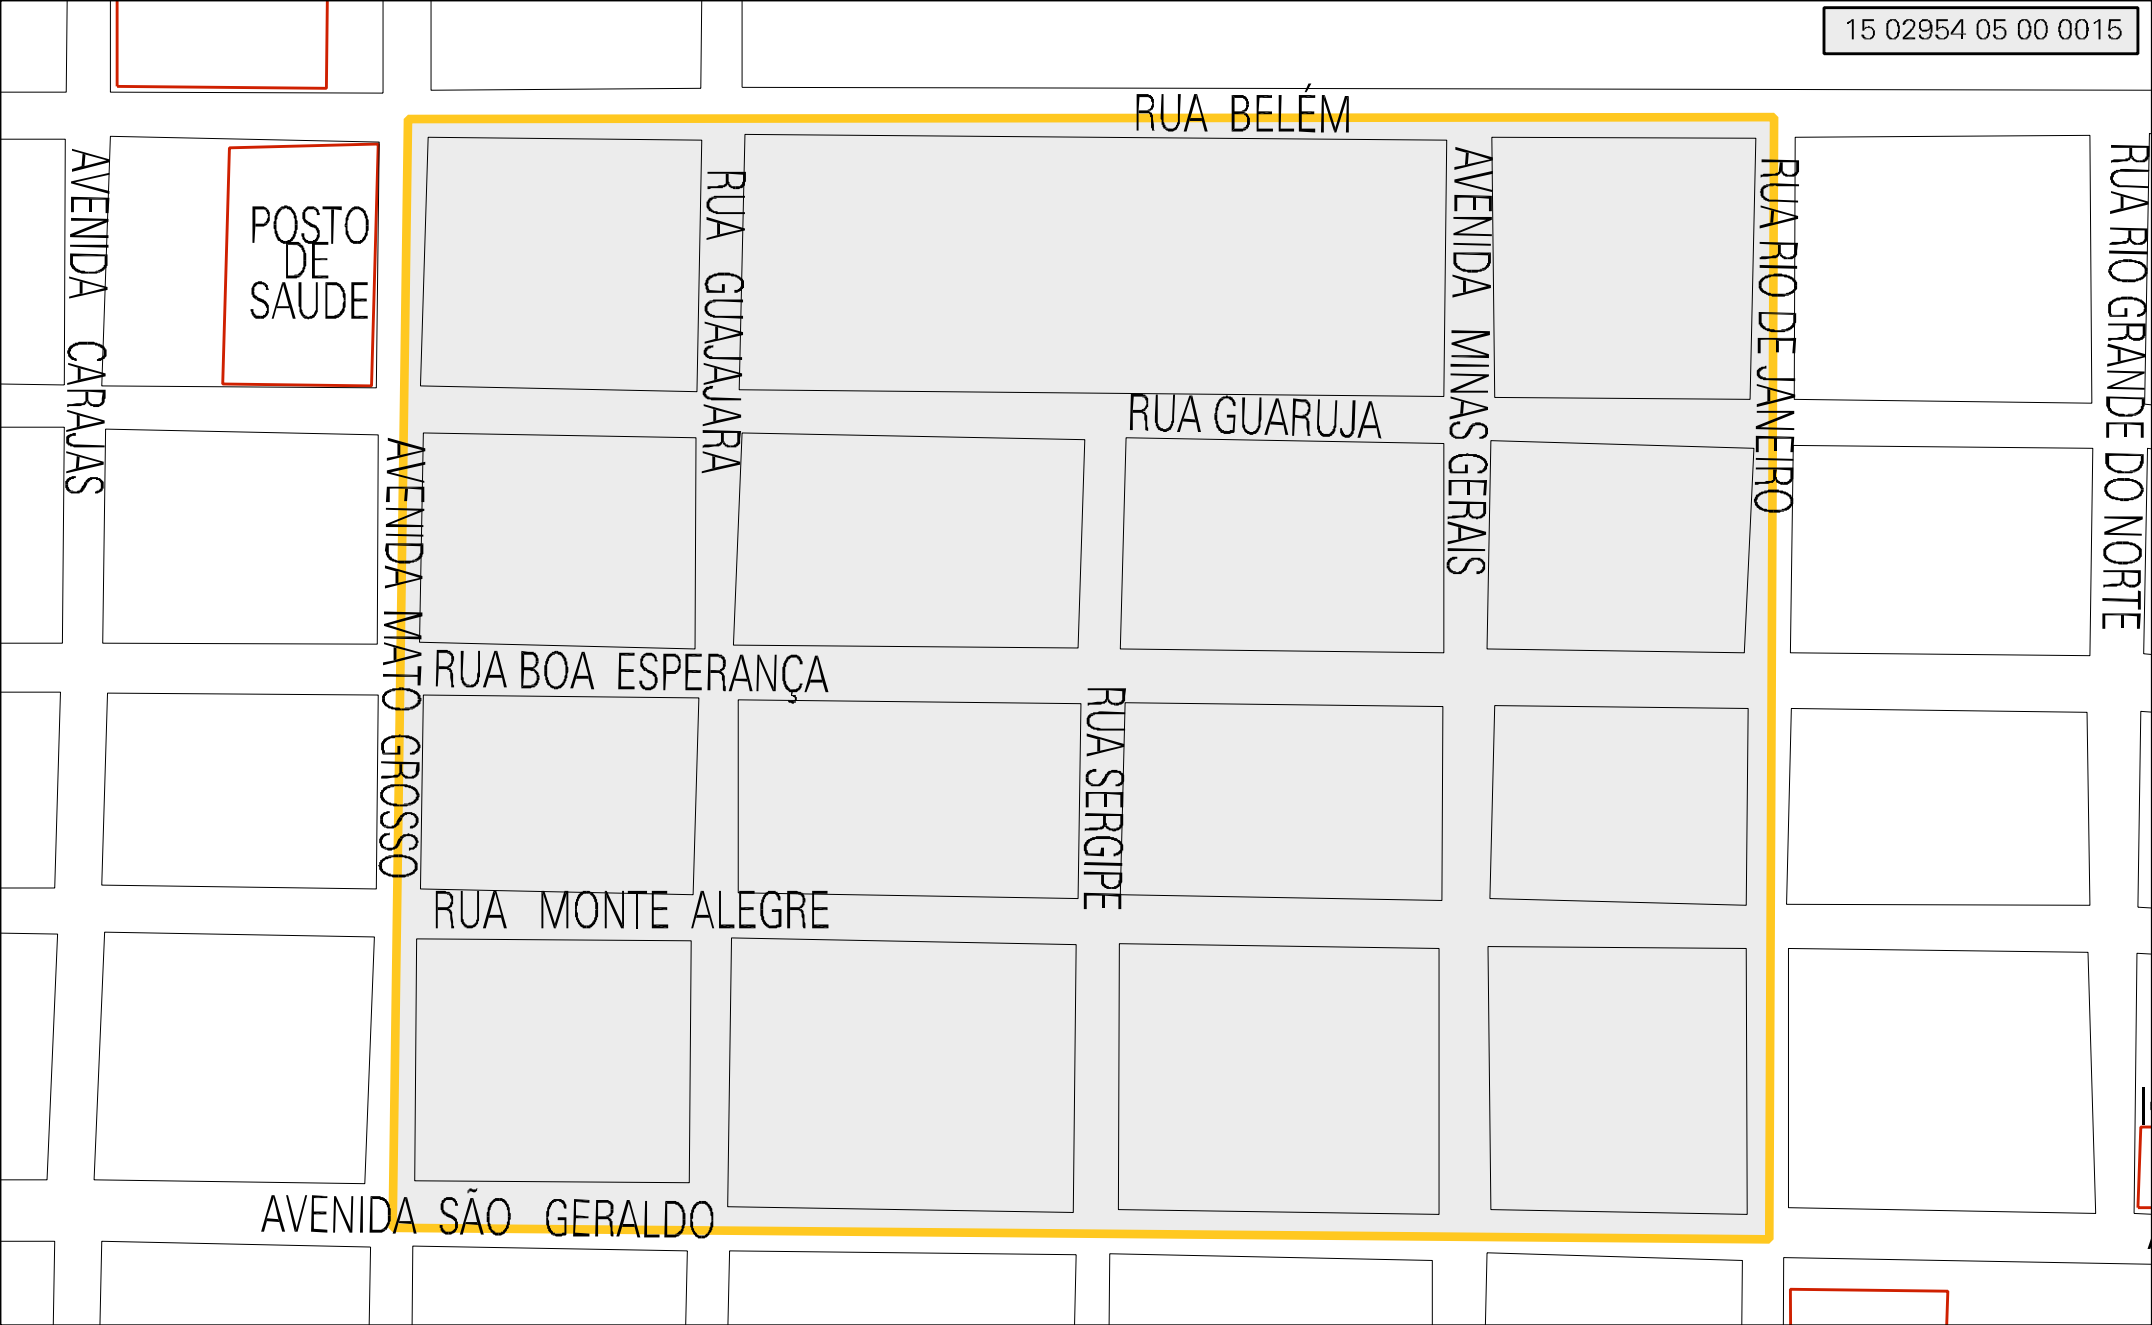 15 02954 05 00 0015
RUA BELÉM
AVENIDA CARAJAS
POSTO
DE
SAUDE
RUA GUAJAJARA
AVENIDA MINAS GERAIS
RUA RIO DE JANEIRO
RUA RIO GRANDE DO NORTE
RUA GUARUJA
AVENIDA MATO GROSSO
RUA BOA ESPERANÇA
RUA SERGIPE
RUA MONTE ALEGRE
AVENIDA SÃO GERALDO